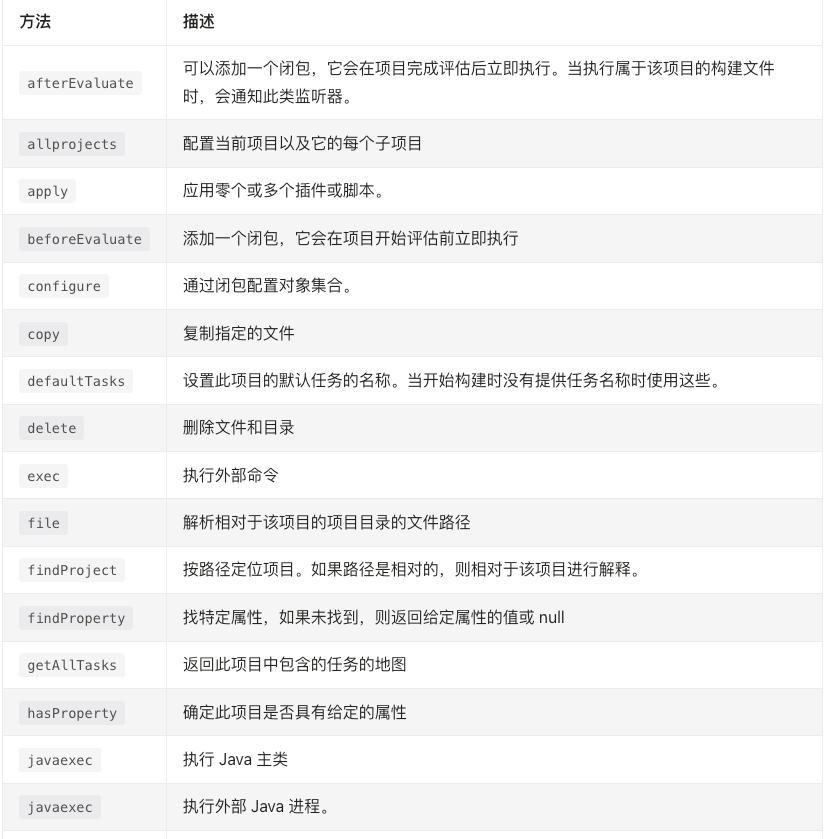 方法 描述
afterEvaluate 可以添加一个闭包，它会在项目完成评估后立即执行。当执行属于该项目的构建文件
时，会通知此类监听器。
allprojects 配置当前项目以及它的每个子项目
apply 应用零个或多个插件或脚本。
beforeEvaluate 添加一个闭包，它会在项目开始评估前立即执行
configure 通过闭包配置对象集合。
copy 复制指定的文件
defaultTasks 设置此项目的默认任务的名称。当开始构建时没有提供任务名称时使用这些。
delete 删除文件和目录
exec 执行外部命令
file 解析相对于该项目的项目目录的文件路径
findProject 按路径定位项目。如果路径是相对的，则相对于该项目进行解释。
findProperty 找特定属性，如果未找到，则返回给定属性的值或 null
getAllTasks 返回此项目中包含的任务的地图
hasProperty 确定此项目是否具有给定的属性
javaexec 执行 Java 主类
javaexec 执行外部 Java 进程。